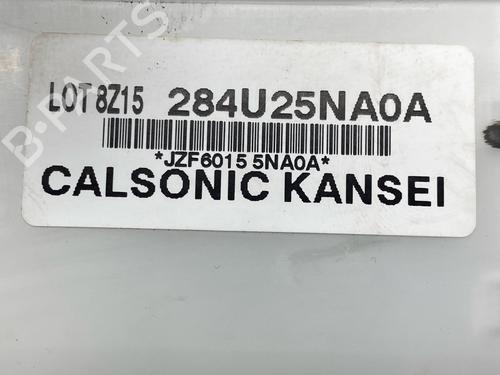 B-PARTS
LOT 8Z15 284U25NA0A
*JZF6015 5NA0A*
CALSONIC KANSEI